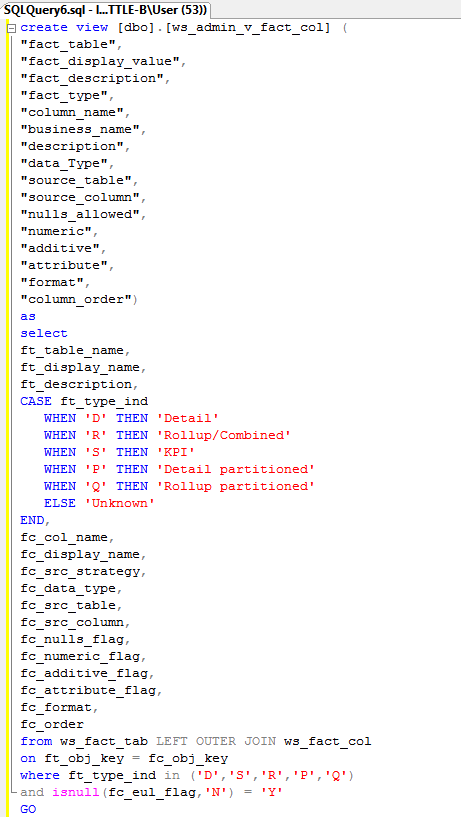 SQLQuery6.sql - l...TTLE-B\User (53))
create view [dbo].[ws_admin_v_fact_col] (
"fact_table",
"fact_display_value",
"fact_description",
"fact_type",
"column_name",
"business_name",
"description",
"data_Type",
"source_table",
"source_column",
"nulls_allowed",
"numeric",
"additive",
"attribute",
"format",
"column_order")
as
select
ft_table_name,
ft_display_name,
ft_description,
CASE ft_type_ind
WHEN 'D' THEN 'Detail'
WHEN 'R' THEN 'Rollup/Combined'
WHEN 'S' THEN 'KPI'
WHEN 'P' THEN 'Detail partitioned'
WHEN 'Q' THEN 'Rollup partitioned'
ELSE 'Unknown'
END,
fc_col_name,
fc_display_name,
fc_src_strategy,
fc_data_type,
fc_src_table,
fc_src_column,
fc_nulls_flag,
fc_numeric_flag,
fc_additive_flag,
fc_attribute_flag,
fc_format,
fc_order
from ws_fact_tab LEFT OUTER JOIN ws_fact_col
on ft_obj_key = fc_obj_key
where ft_type_ind in ('D','S','R','P','Q')
and isnull(fc_eul_flag,'N') = 'Y'
GO